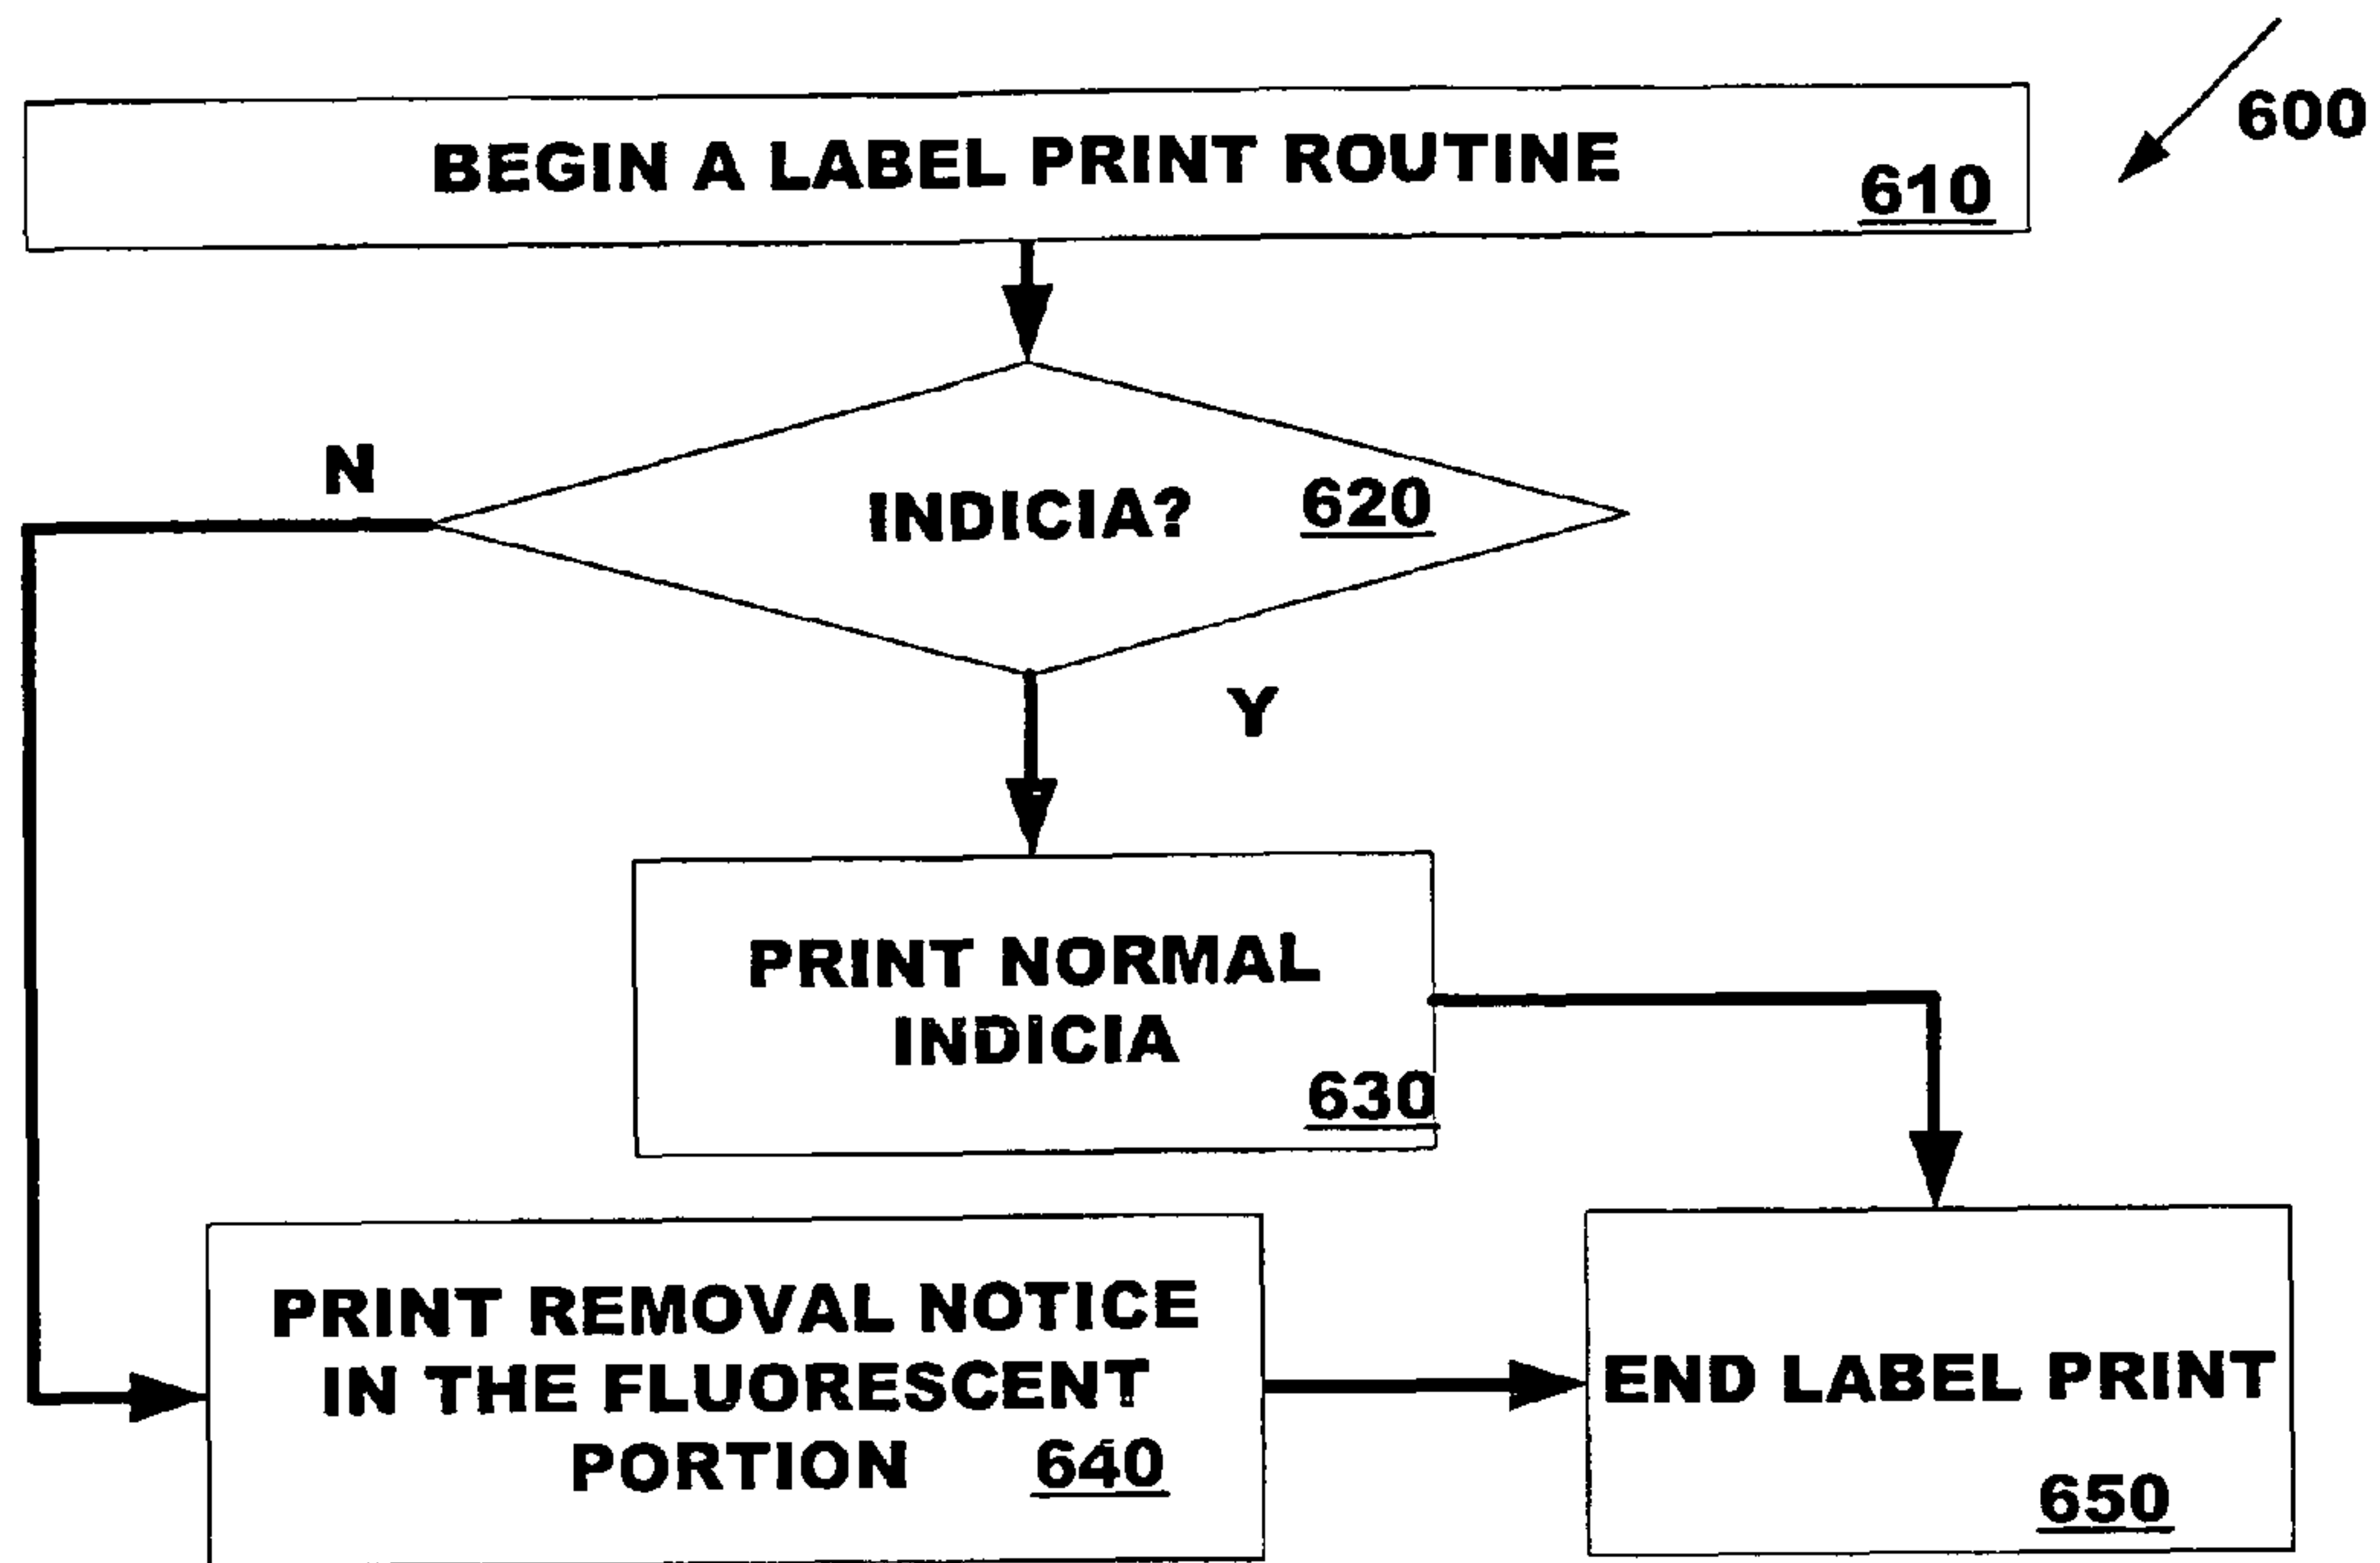 600
BEGIN A LABEL PRINT ROUTINE
610
N
INDICIA? 620
Y
PRINT NORMAL
INDICIA
630
PRINT REMOVAL NOTICE
IN THE FLUORESCENT
PORTION 640
END LABEL PRINT
650